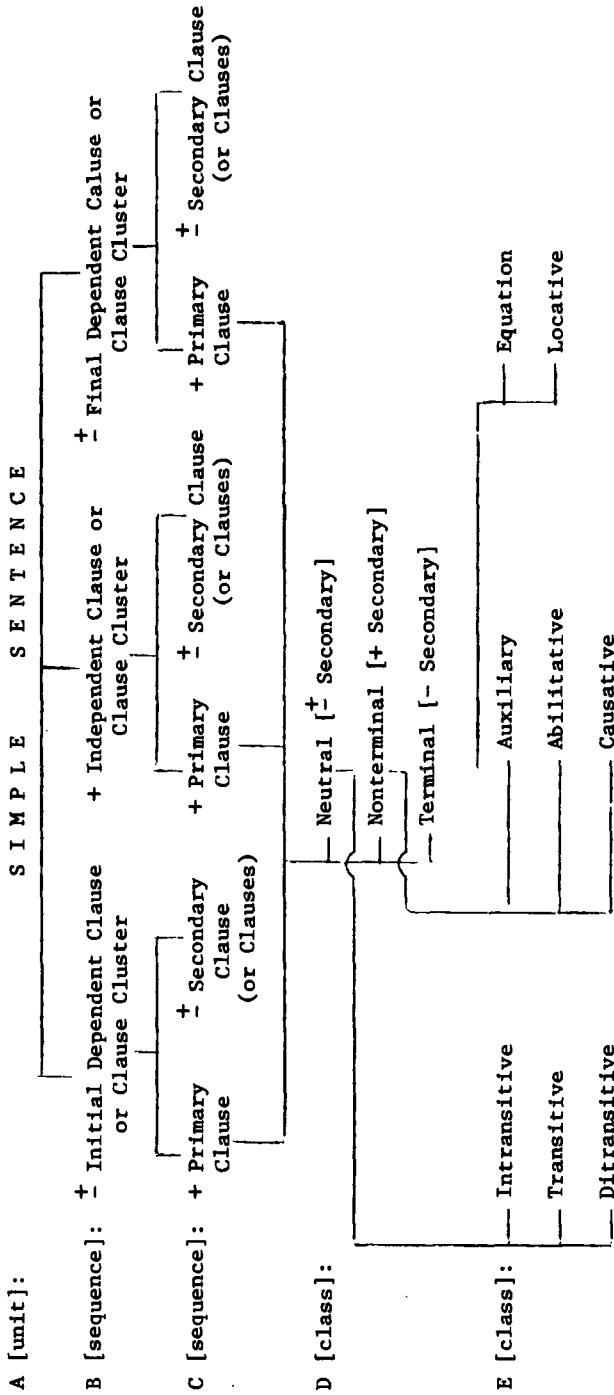 A [unit]: SIMPLE SENTENCE
B [sequence]: ± Initial Dependent Clause + Independent Clause or ± Final Dependent Caluse or
or Clause Cluster Clause Cluster Clause Cluster
C [sequence]: + Primary ± Secondary + Primary ± Secondary Clause + Primary ± Secondary Clause
Clause Clause Clause (or Clauses) Clause (or Clauses)
(or Clauses)
D [class]: Neutral [± Secondary]
Nonterminal [+ Secondary]
Terminal [- Secondary]
E [class]: Intransitive Auxiliary Equation
Transitive Abilitative Locative
Ditransitive Causative